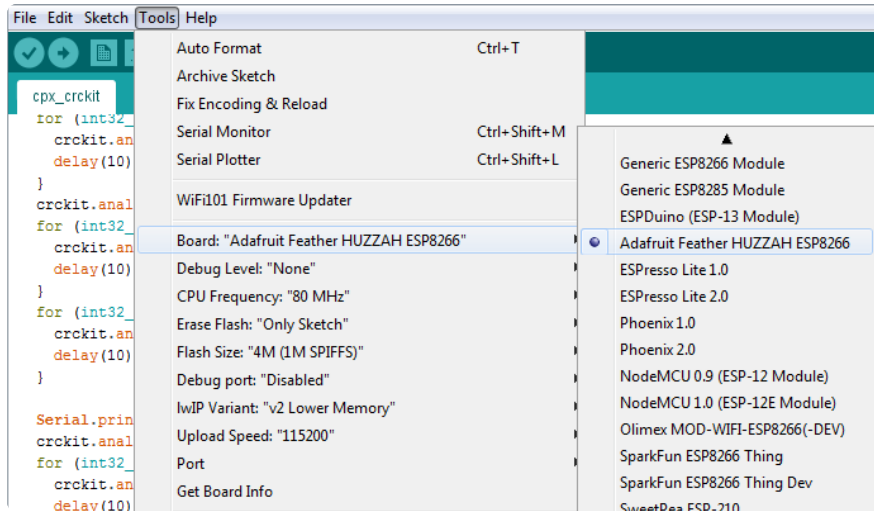 File Edit Sketch Tools Help
Auto Format Ctrl+T
Archive Sketch
Fix Encoding & Reload
Serial Monitor Ctrl+Shift+M
Serial Plotter Ctrl+Shift+L
WiFi101 Firmware Updater
Board: "Adafruit Feather HUZZAH ESP8266"
Debug Level: "None"
CPU Frequency: "80 MHz"
Erase Flash: "Only Sketch"
Flash Size: "4M (1M SPIFFS)"
Debug port: "Disabled"
lwIP Variant: "v2 Lower Memory"
Upload Speed: "115200"
Port
Get Board Info
Generic ESP8266 Module
Generic ESP8285 Module
ESPDuino (ESP-13 Module)
Adafruit Feather HUZZAH ESP8266
ESPresso Lite 1.0
ESPresso Lite 2.0
Phoenix 1.0
Phoenix 2.0
NodeMCU 0.9 (ESP-12 Module)
NodeMCU 1.0 (ESP-12E Module)
Olimex MOD-WIFI-ESP8266(-DEV)
SparkFun ESP8266 Thing
SparkFun ESP8266 Thing Dev
SweetPea ESP-210
cpx_crckit
for (int32_
crckit.an
delay(10)
}
crckit.anal
for (int32_
crckit.an
delay(10)
}
for (int32_
crckit.an
delay(10)
}
Serial.prin
crckit.anal
for (int32_
crckit.an
delay(10)